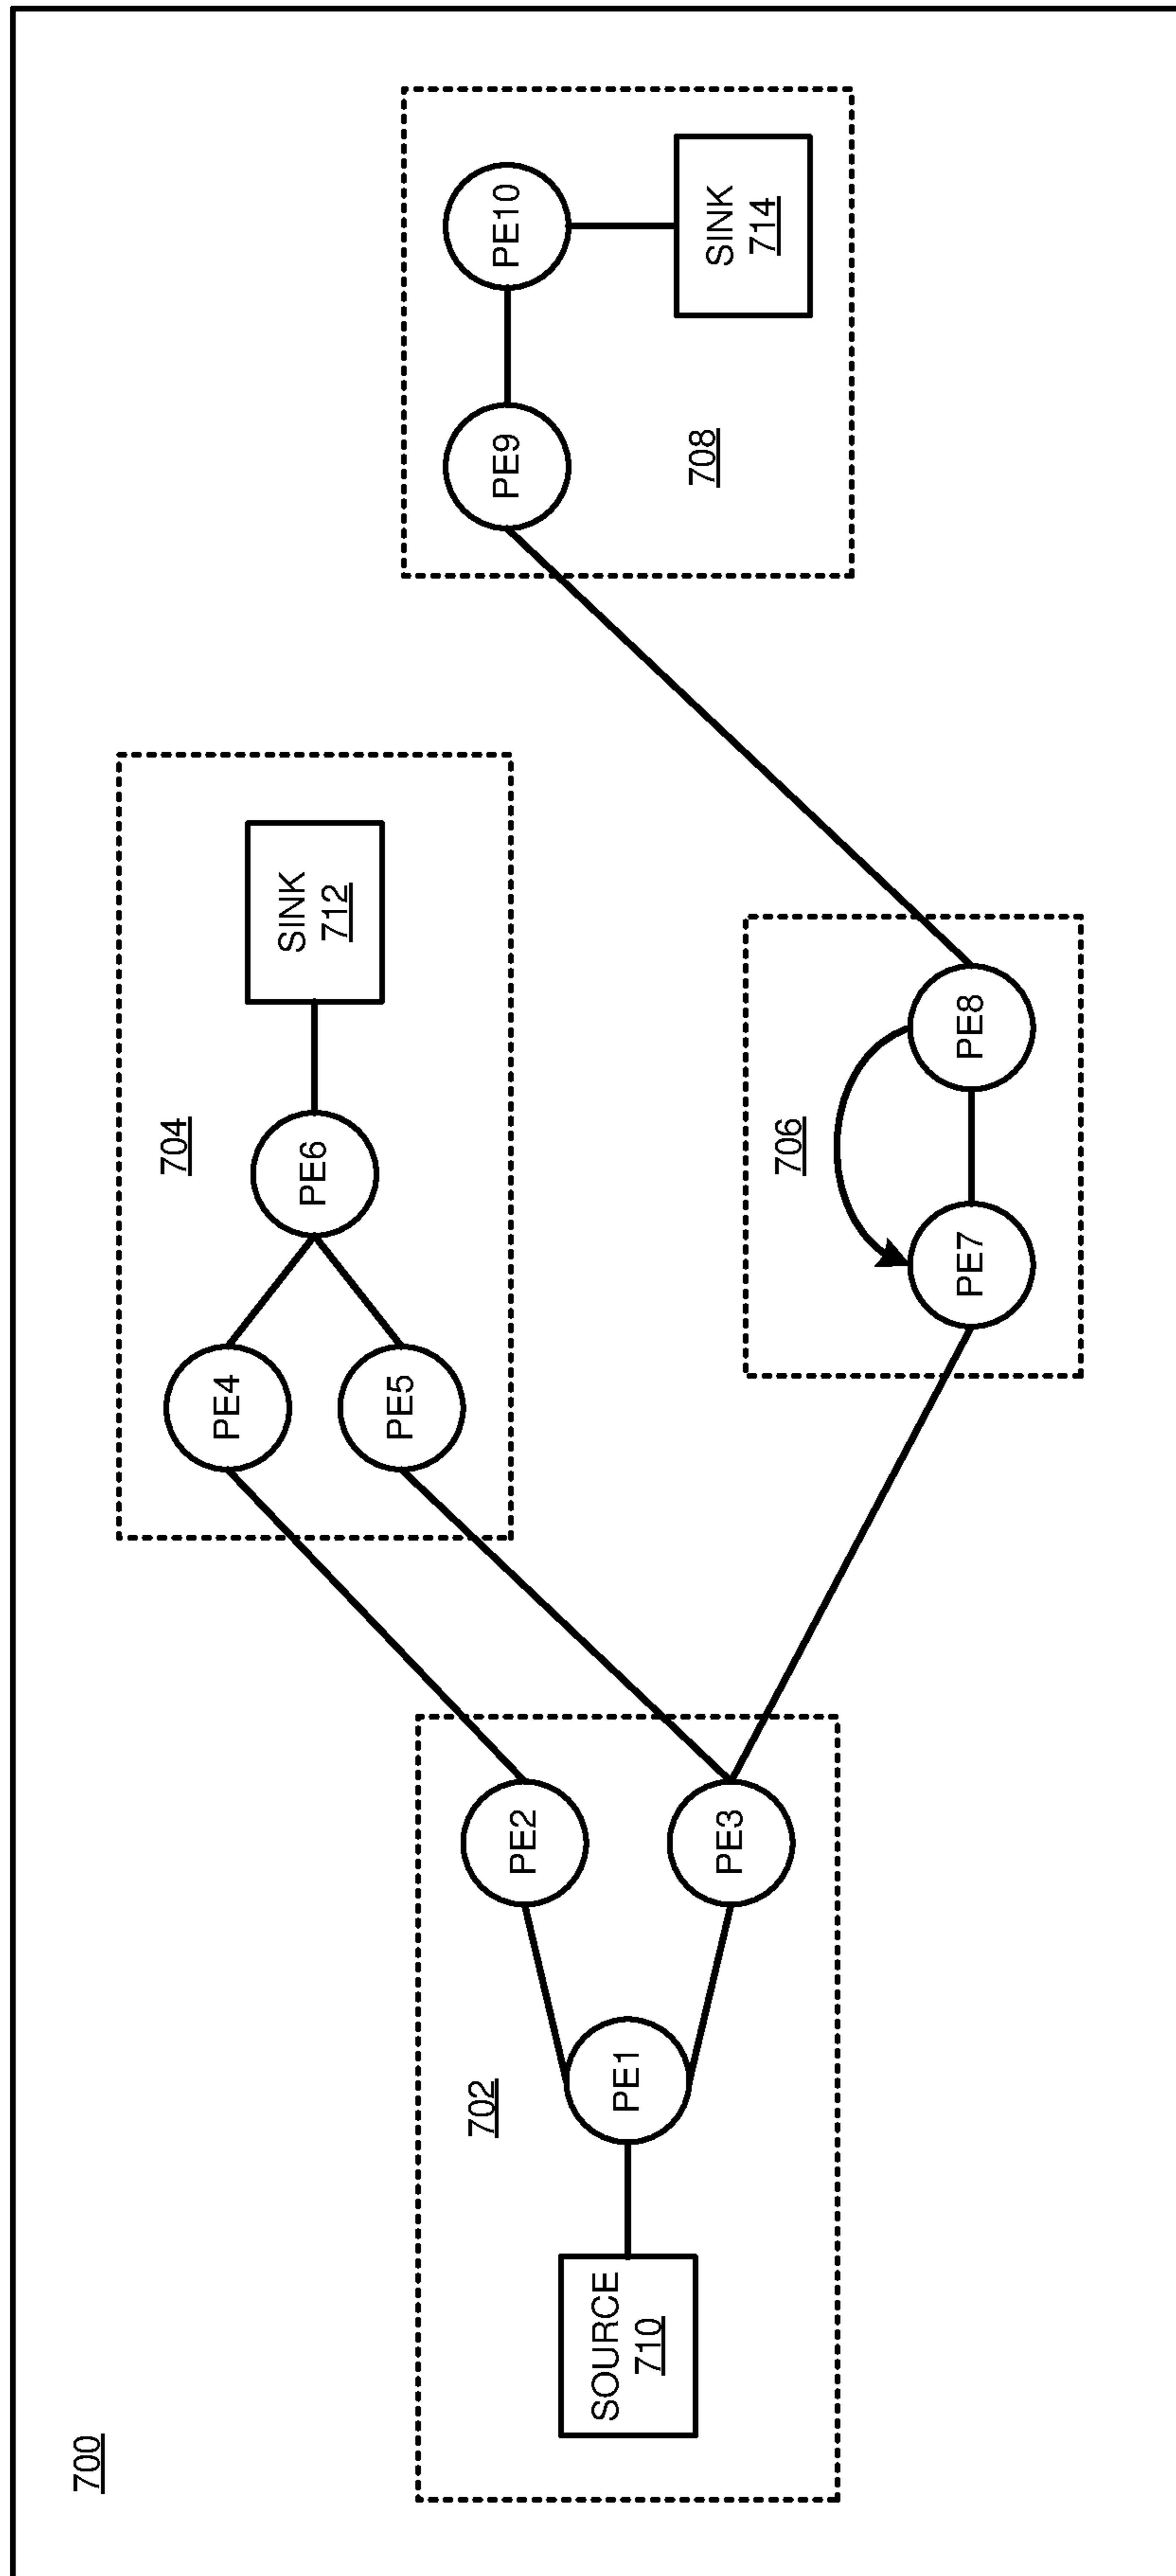 700
702
SOURCE
710
PE1
PE2
PE3
704
PE4
PE5
PE6
SINK
712
706
PE7
PE8
708
PE9
PE10
SINK
714